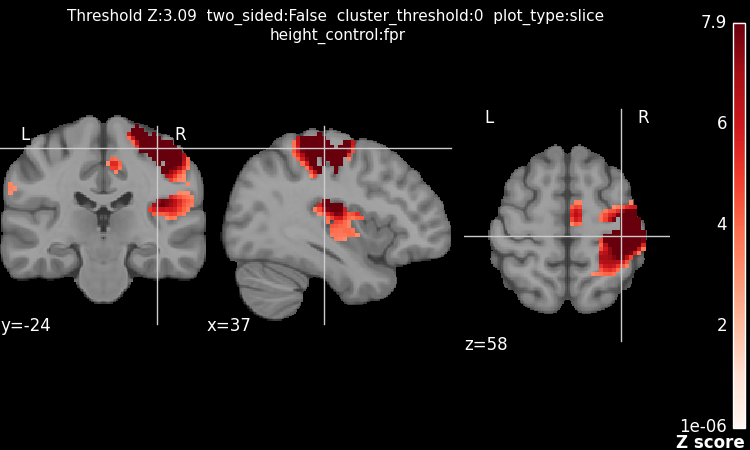 Threshold Z:3.09  two_sided:False  cluster_threshold:0  plot_type:slice
height_control:fpr
L
R
L
R
y=-24
x=37
z=58
7.9
6
4
2
1e-06
Z score